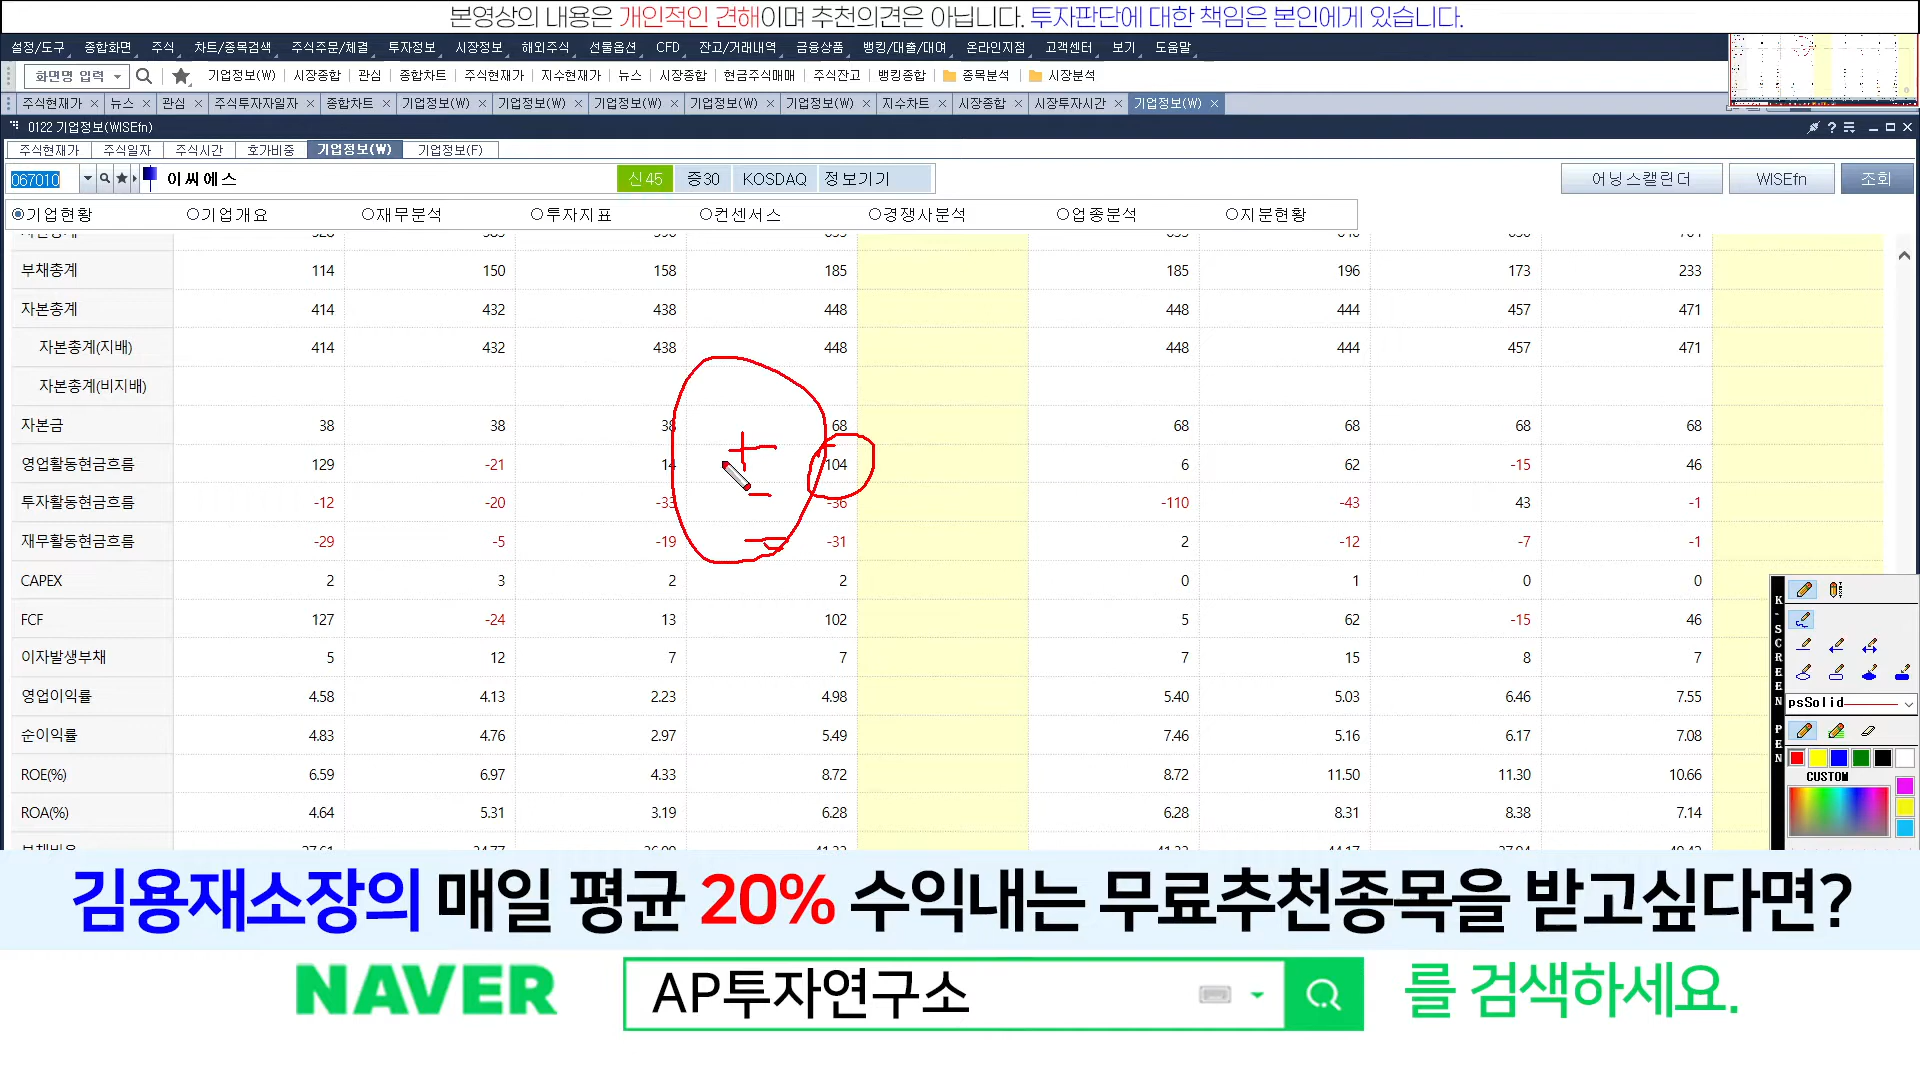 본영상의 내용은 개인적인 견해이며 추천의견은 아닙니다. 투자판단에 대한 책임은 본인에게 있습니다.
설정/도구 종합화면 주식 차트/종목검색 주식주문/체결 투자정보 시장정보 해외주식 선물옵션 CFD 잔고/거래내역 금융상품 뱅킹/대출/대여 온라인지점 고객센터 보기 도움말
화면명 입력 기업정보(W) 시장종합 관심 종합차트 주식현재가 지수현재가 뉴스 시장종합 현금주식매매 주식잔고 뱅킹종합 종목분석 시장분석
주식현재가 뉴스 관심 주식투자자일자 종합차트 기업정보(W) 기업정보(W) 기업정보(W) 기업정보(W) 기업정보(W) 지수차트 시장종합 시장투자시간 기업정보(W)
0122 기업정보(WISEfn)
주식현재가 주식일자 주식시간 호가비중 기업정보(W) 기업정보(F)
067010 이씨에스 신45 증30 KOSDAQ 정보기기 어닝스캘린더 WISEfn 조회
기업현황 기업개요 재무분석 투자지표 컨센서스 경쟁사분석 업종분석 지분현황
부채총계 114 150 158 185 185 196 173 233
자본총계 414 432 438 448 448 444 457 471
자본총계(지배) 414 432 438 448 448 444 457 471
자본총계(비지배)
자본금 38 38 38 68 68 68 68 68
영업활동현금흐름 129 -21 14 104 6 62 -15 46
투자활동현금흐름 -12 -20 -33 -36 -110 -43 43 -1
재무활동현금흐름 -29 -5 -19 -31 2 -12 -7 -1
CAPEX 2 3 2 2 0 1 0 0
FCF 127 -24 13 102 5 62 -15 46
이자발생부채 5 12 7 7 7 15 8 7
영업이익률 4.58 4.13 2.23 4.98 5.40 5.03 6.46 7.55
순이익률 4.83 4.76 2.97 5.49 7.46 5.16 6.17 7.08
ROE(%) 6.59 6.97 4.33 8.72 8.72 11.50 11.30 10.66
ROA(%) 4.64 5.31 3.19 6.28 6.28 8.31 8.38 7.14
K-SCREEN PEN
psSolid
CUSTOM
김용재소장의 매일 평균 20% 수익내는 무료추천종목을 받고싶다면?
NAVER AP투자연구소 를 검색하세요.